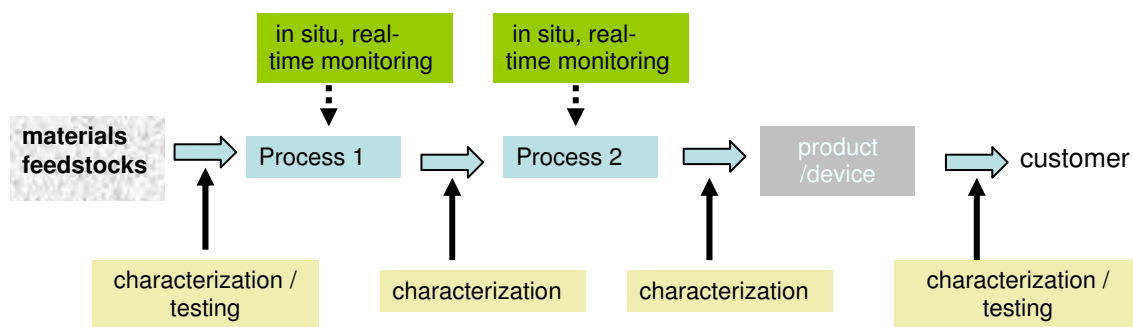 in situ, real-
time monitoring
in situ, real-
time monitoring
materials
feedstocks
Process 1
Process 2
product
/device
customer
characterization /
testing
characterization
characterization
characterization /
testing